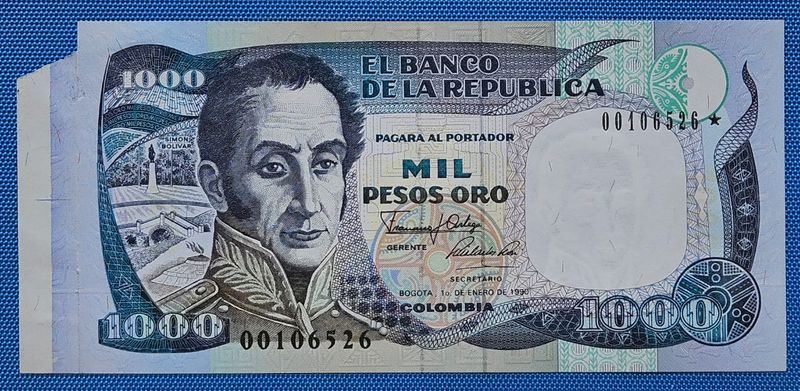 1000
EL BANCO
DE LA REPUBLICA
00106526 ★
PAGARA AL PORTADOR
SIMON
BOLIVAR
MIL
PESOS ORO
GERENTE
SECRETARIO
BOGOTA, 1o. DE ENERO DE 1990
COLOMBIA
1000
1000
00106526